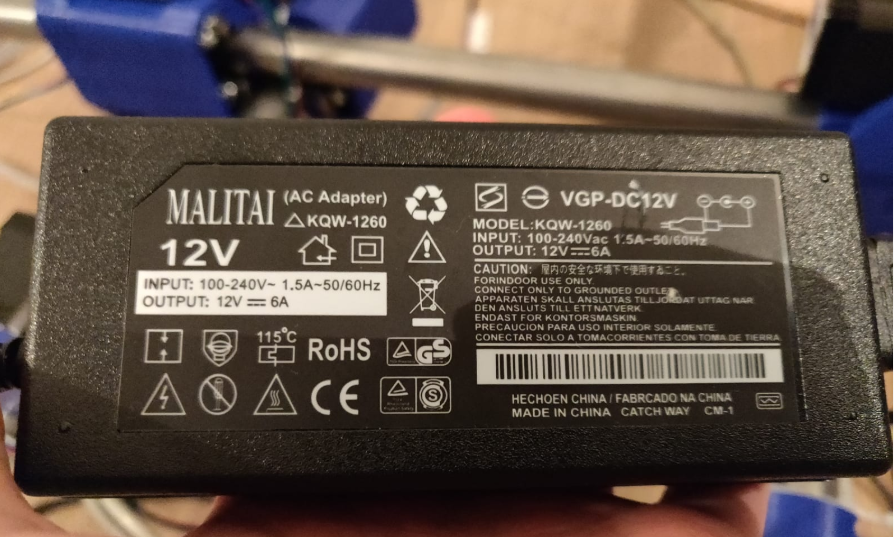 MALITAI (AC Adapter)
KQW-1260
12V
INPUT: 100-240V~ 1.5A~50/60Hz
OUTPUT: 12V ⎓ 6A
115°C
RoHS
GS
CE
S
VGP-DC12V
MODEL:KQW-1260
INPUT: 100-240Vac 1.5A~50/60Hz
OUTPUT: 12V⎓6A
CAUTION: 屋内の安全な环境下で使用すること。
FORINDOOR USE ONLY.
CONNECT ONLY TO GROUNDED OUTLET
APPARATEN SKALL ANSLUTAS TILLJORDAT UTTAG NAR
DEN ANSLUTS TILL ETT NATVERK.
ENDAST FOR KONTORSMASKIN.
PRECAUCION PARA USO INTERIOR SOLAMENTE.
CONECTAR SOLO A TOMACORRIENTES CON TOMA DE TIERRA
HECHOEN CHINA / FABRCADO NA CHINA
MADE IN CHINA CATCH WAY CM-1